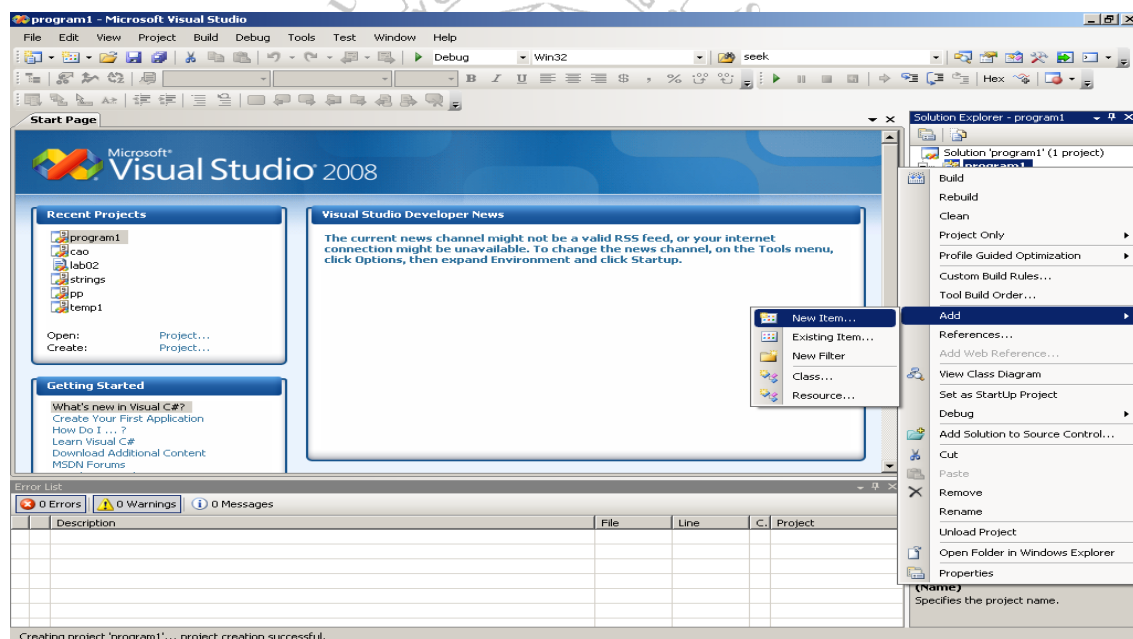 program1 - Microsoft Visual Studio
File Edit View Project Build Debug Tools Test Window Help
Debug Win32 seek
B I U Hex
Start Page
Microsoft®
Visual Studio® 2008
Recent Projects
program1
cao
lab02
strings
pp
temp1
Open: Project...
Create: Project...
Getting Started
What's new in Visual C#?
Create Your First Application
How Do I ... ?
Learn Visual C#
Download Additional Content
MSDN Forums
Visual Studio Developer News
The current news channel might not be a valid RSS feed, or your internet
connection might be unavailable. To change the news channel, on the Tools menu,
click Options, then expand Environment and click Startup.
Solution Explorer - program1
Solution 'program1' (1 project)
program1
Build
Rebuild
Clean
Project Only
Profile Guided Optimization
Custom Build Rules...
Tool Build Order...
Add
References...
Add Web Reference...
View Class Diagram
Set as StartUp Project
Debug
Add Solution to Source Control...
Cut
Paste
Remove
Rename
Unload Project
Open Folder in Windows Explorer
Properties
New Item...
Existing Item...
New Filter
Class...
Resource...
(Name)
Specifies the project name.
Error List
0 Errors 0 Warnings 0 Messages
Description File Line C. Project
Creating project 'program1'... project creation successful.